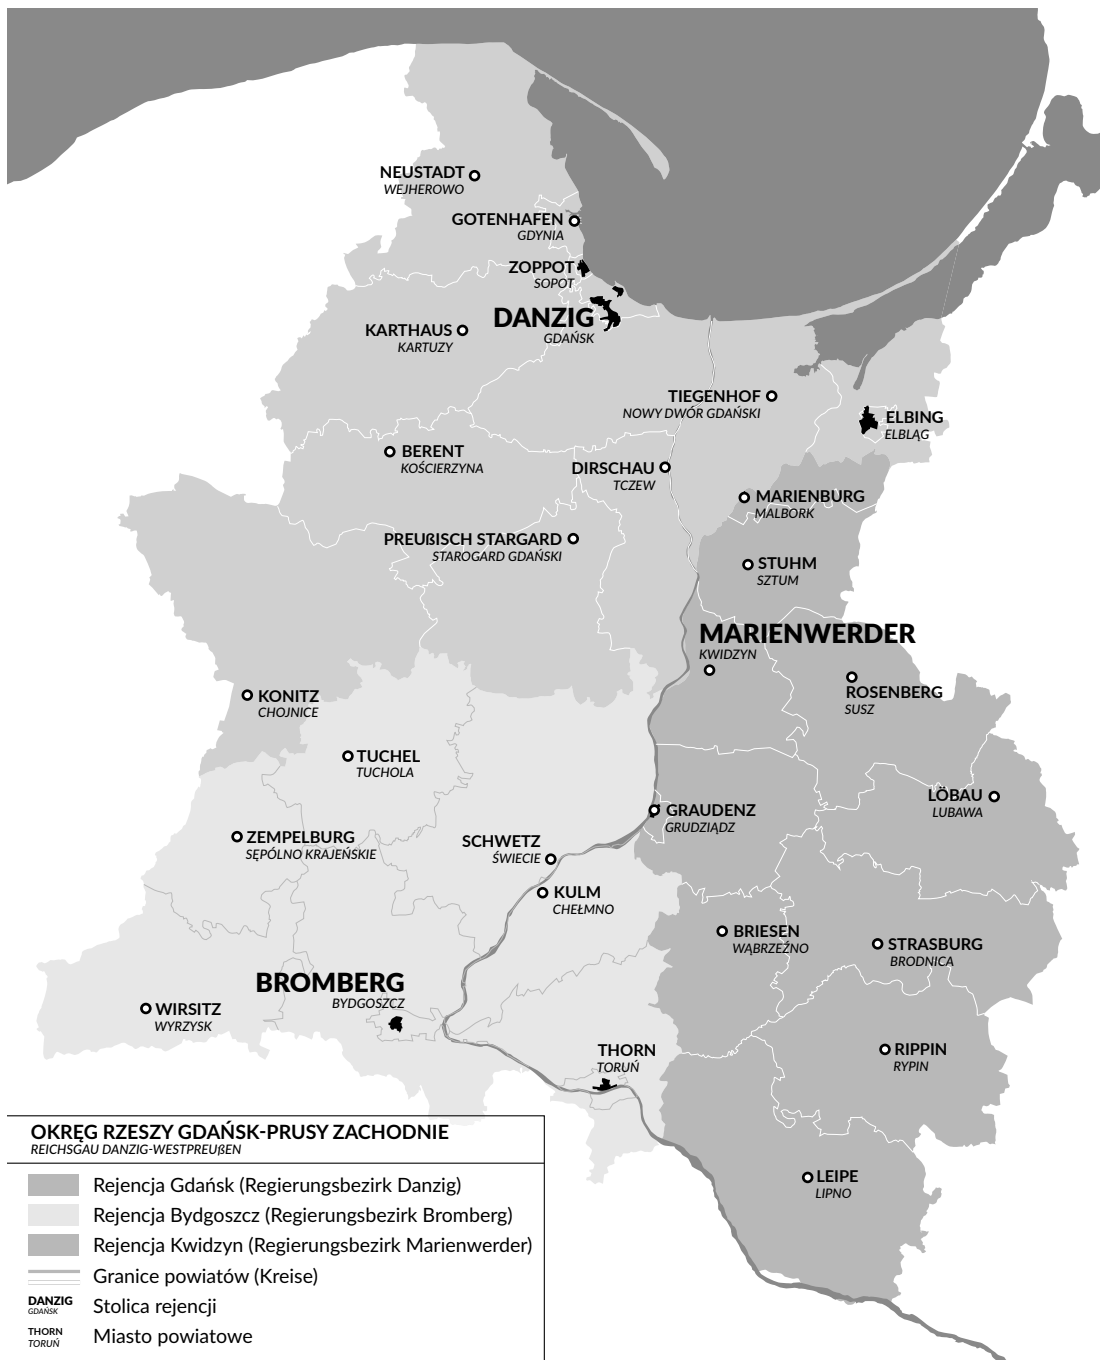 NEUSTADT
WEJHEROWO
GOTENHAFEN
GDYNIA
ZOPPOT
SOPOT
DANZIG
GDAŃSK
KARTHAUS
KARTUZY
TIEGENHOF
NOWY DWÓR GDAŃSKI
ELBING
ELBLĄG
BERENT
KOŚCIERZYNA
DIRSCHAU
TCZEW
MARIENBURG
MALBORK
PREUßISCH STARGARD
STAROGARD GDAŃSKI
STUHM
SZTUM
MARIENWERDER
KWIDZYN
ROSENBERG
SUSZ
KONITZ
CHOJNICE
TUCHEL
TUCHOLA
LÖBAU
LUBAWA
GRAUDENZ
GRUDZIĄDZ
ZEMPELBURG
SĘPÓLNO KRAJEŃSKIE
SCHWETZ
ŚWIECIE
KULM
CHEŁMNO
BRIESEN
WĄBRZEŹNO
STRASBURG
BRODNICA
BROMBERG
BYDGOSZCZ
WIRSITZ
WYRZYSK
THORN
TORUŃ
RIPPIN
RYPIN
LEIPE
LIPNO
OKRĘG RZESZY GDAŃSK-PRUSY ZACHODNIE
REICHSGAU DANZIG-WESTPREUßEN
Rejencja Gdańsk (Regierungsbezirk Danzig)
Rejencja Bydgoszcz (Regierungsbezirk Bromberg)
Rejencja Kwidzyn (Regierungsbezirk Marienwerder)
Granice powiatów (Kreise)
DANZIG
GDAŃSK
Stolica rejencji
THORN
TORUŃ
Miasto powiatowe